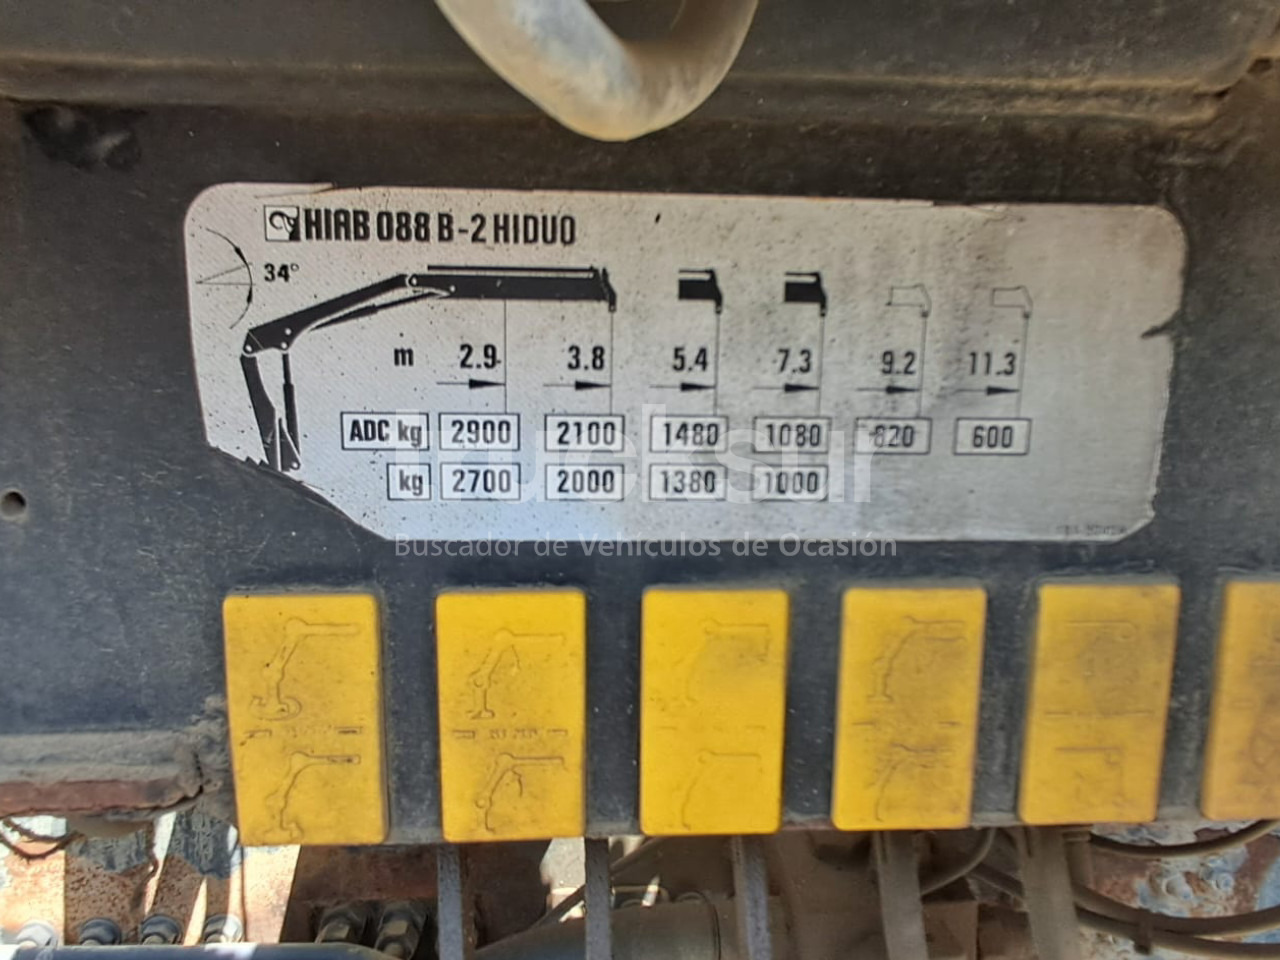 HIAB 088 B-2 HIDUO
34°
m 2.9 3.8 5.4 7.3 9.2 11.3
ADC kg 2900 2100 1480 1080 820 600
kg 2700 2000 1380 1000
Trucksur
Buscador de Vehículos de Ocasión